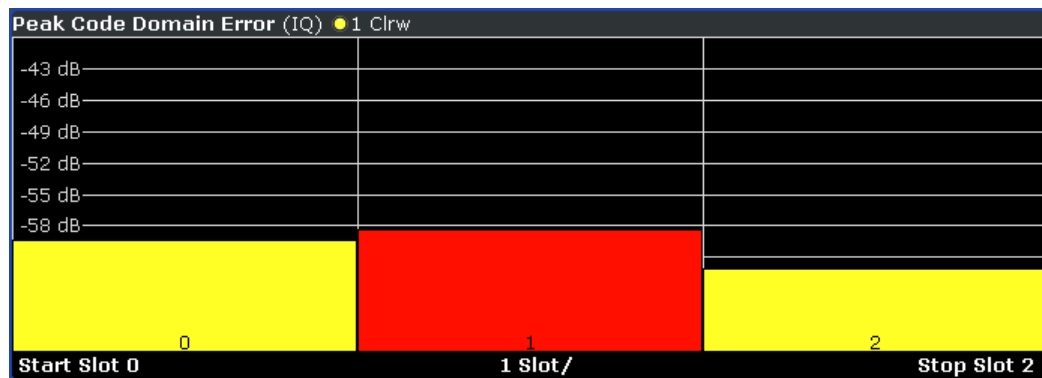 Peak Code Domain Error (IQ) 1 Clrw
-43 dB
-46 dB
-49 dB
-52 dB
-55 dB
-58 dB
0 1 2
Start Slot 0 1 Slot/ Stop Slot 2